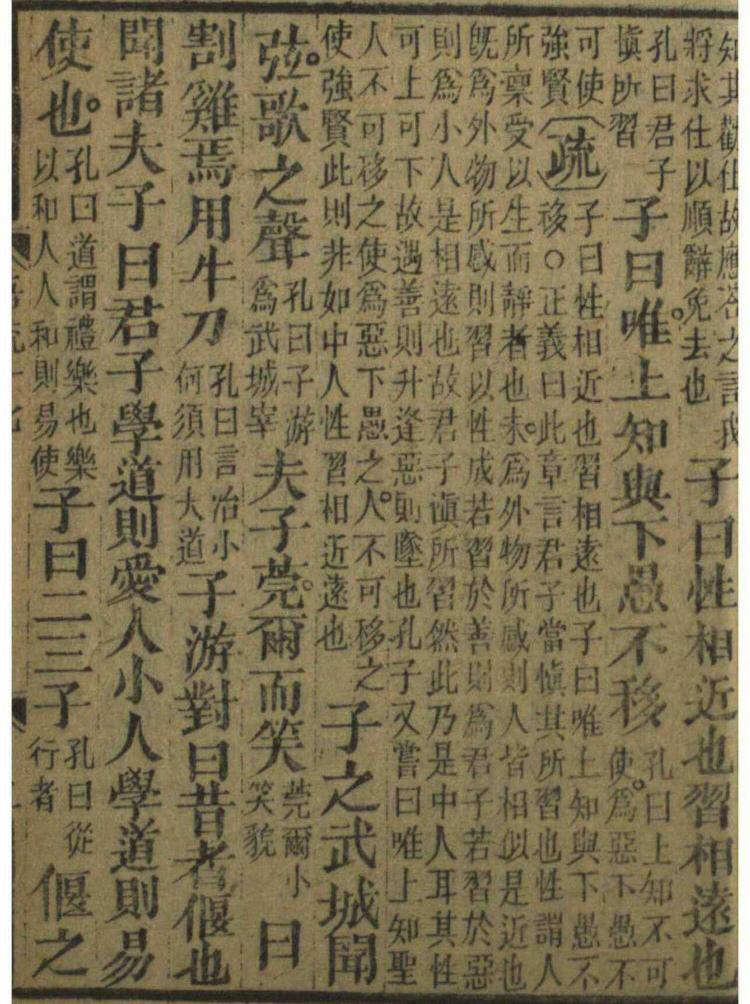 知其勸仕故應荅之言我
將求仕以順辭免去也
子曰性相近也習相遠也
孔曰君子
愼所習
子曰唯上知與下愚不移
孔曰上知不可
使爲惡下愚不
可使
強賢
疏
子曰性相近也習相遠也子曰唯上知與下愚不
移○正義曰此章言君子當愼其所習也性謂人
所稟受以生而靜者也未爲外物所感則人皆相似是近也
既爲外物所感則習以性成若習於善則爲君子若習於惡
則爲小人是相遠也故君子愼所習然此乃是中人耳其性
可上可下故遇善則升逢惡則墜也孔子又嘗曰唯上知聖
人不可移之使爲惡下愚之人不可移之
使強賢此則非如中人性習相近遠也
子之武城聞
弦歌之聲
孔曰子游
爲武城宰
夫子莞爾而笑
莞爾小
笑貌
曰
割雞焉用牛刀
孔曰言治小
何須用大道
子游對曰昔者偃也
聞諸夫子曰君子學道則愛人小人學道則易
使也
孔曰道謂禮樂也樂
以和人人和則易使
子曰二三子
孔曰從
行者
偃之